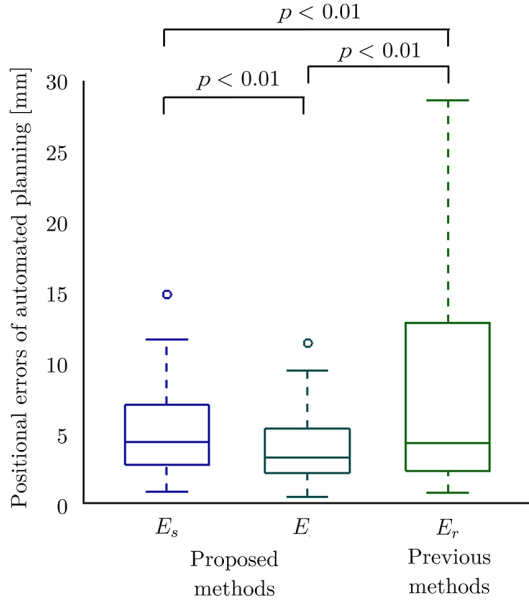 p < 0.01
p < 0.01
p < 0.01
Positional errors of automated planning [mm]
30
25
20
15
10
5
0
E_s
E
E_r
Proposed
methods
Previous
methods